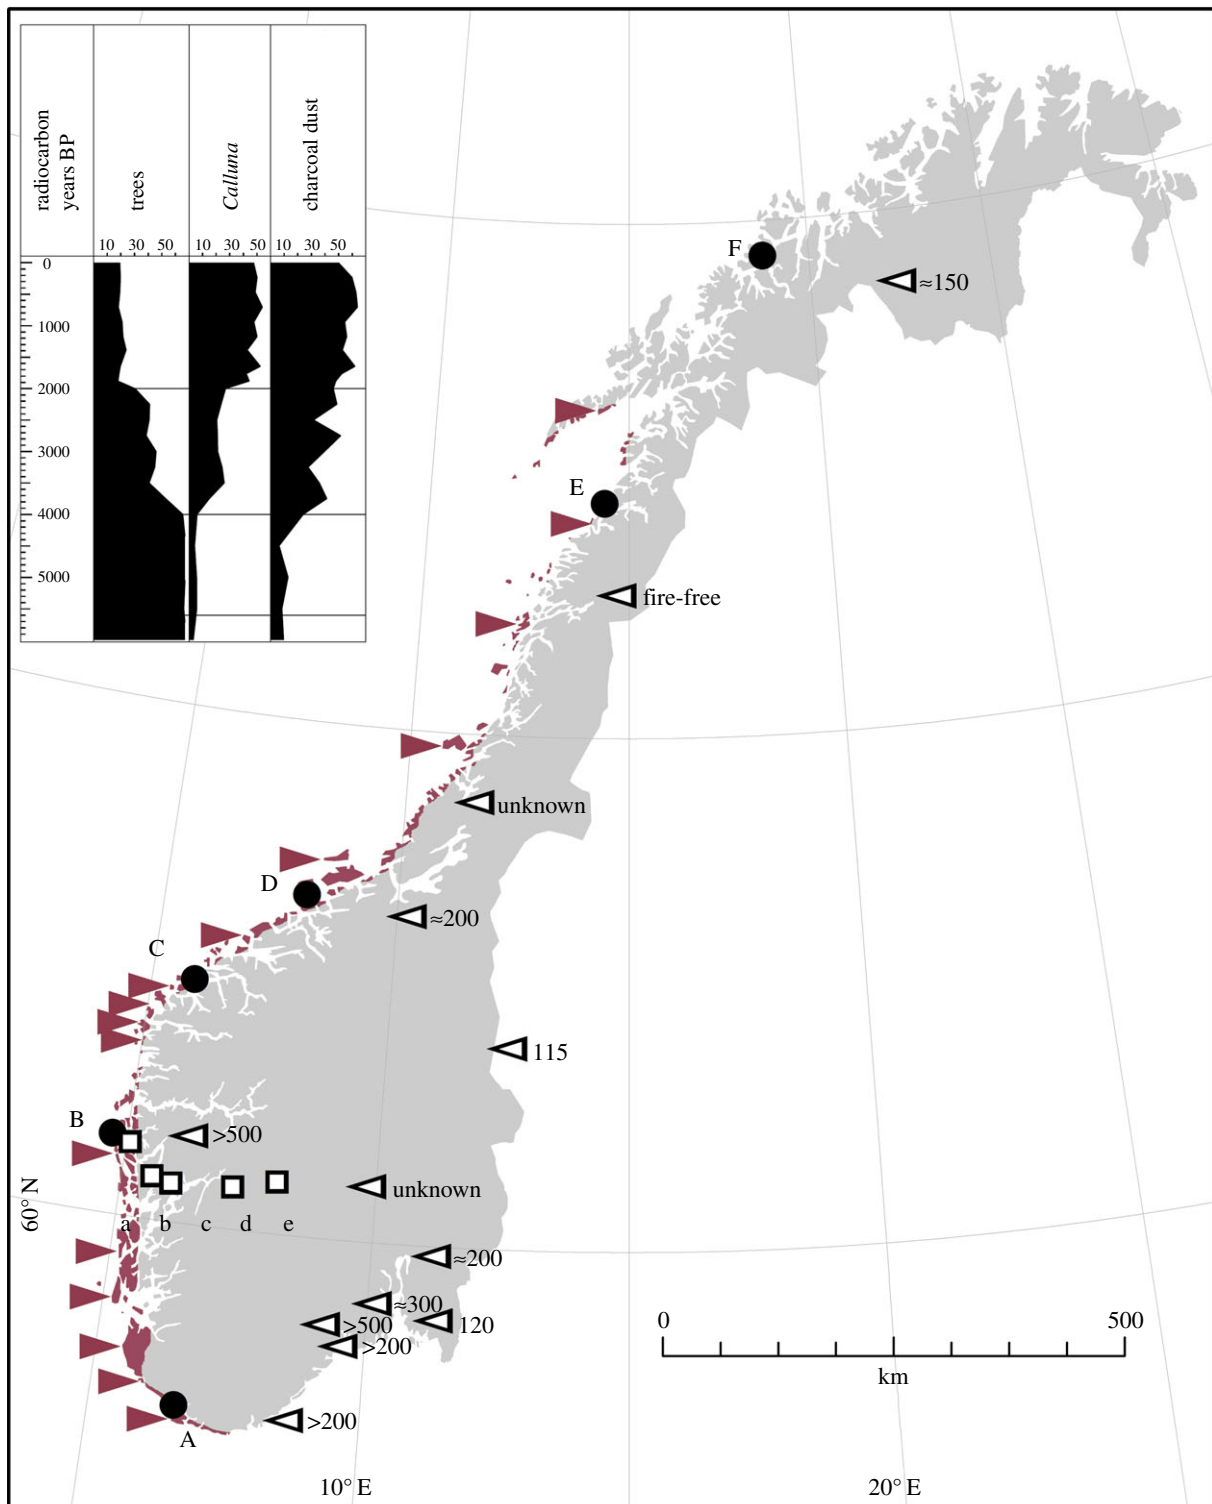 radiocarbon
years BP
trees
Calluna
charcoal dust
10 30 50
10 30 50
10 30 50
0
1000
2000
3000
4000
5000
F
≈150
E
fire-free
unknown
D
≈200
C
115
B
>500
unknown
60° N
a b c d e
≈200
≈300
>500
120
>200
0 500
km
>200
A
10° E
20° E